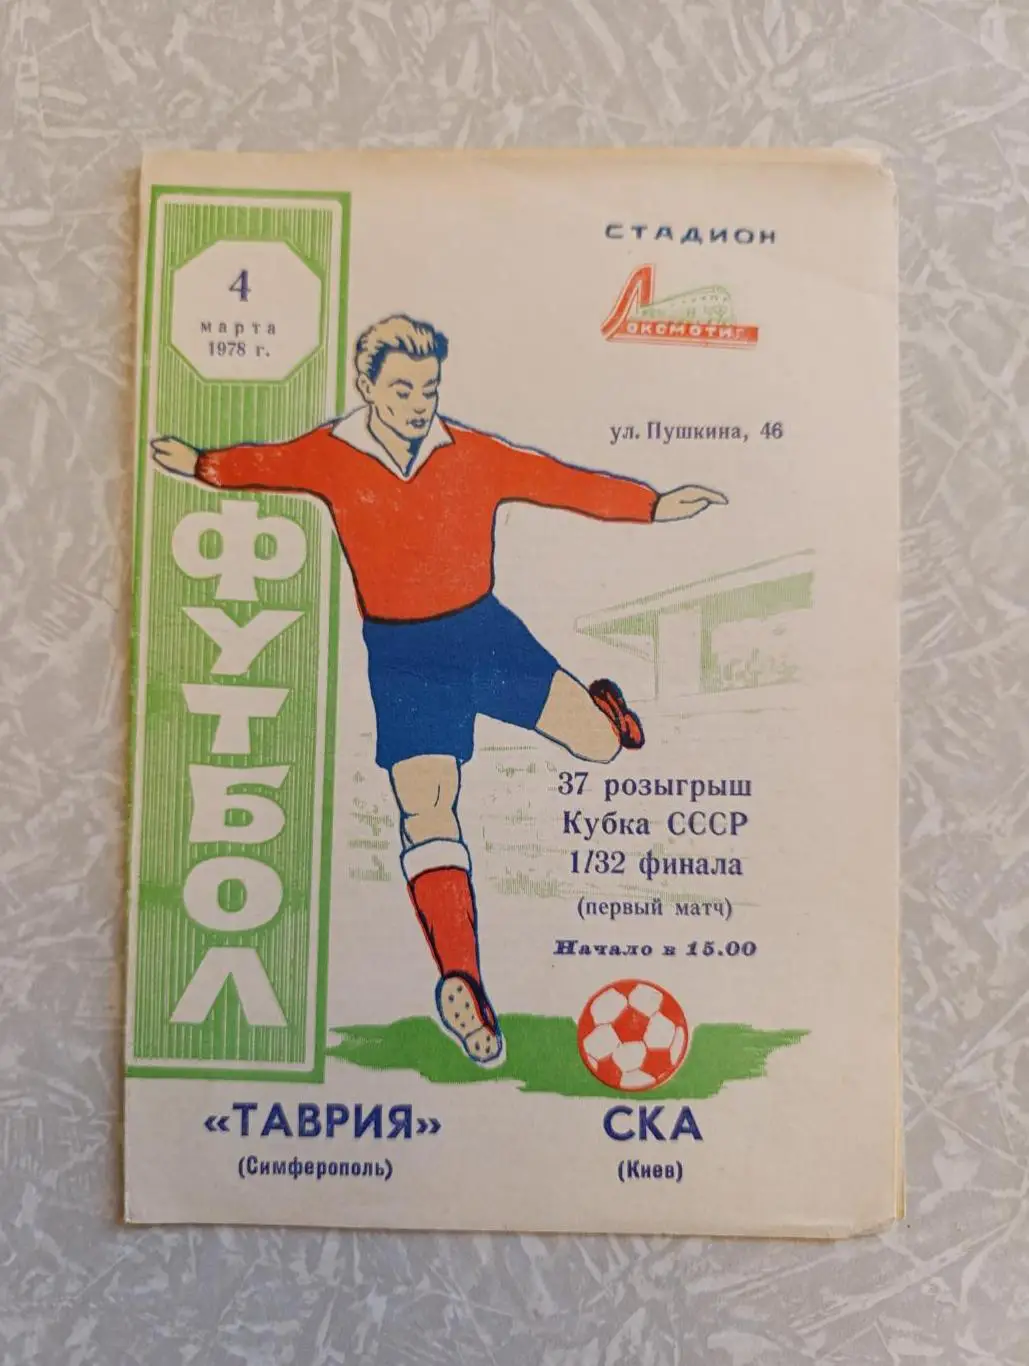 4
марта
1978 г.
ФУТБОЛ
СТАДИОН
ЛОКОМОТИВ
ул. Пушкина, 46
37 розыгрыш
Кубка СССР
1/32 финала
(первый матч)
Начало в 15.00
«ТАВРИЯ»
(Симферополь)
СКА
(Киев)